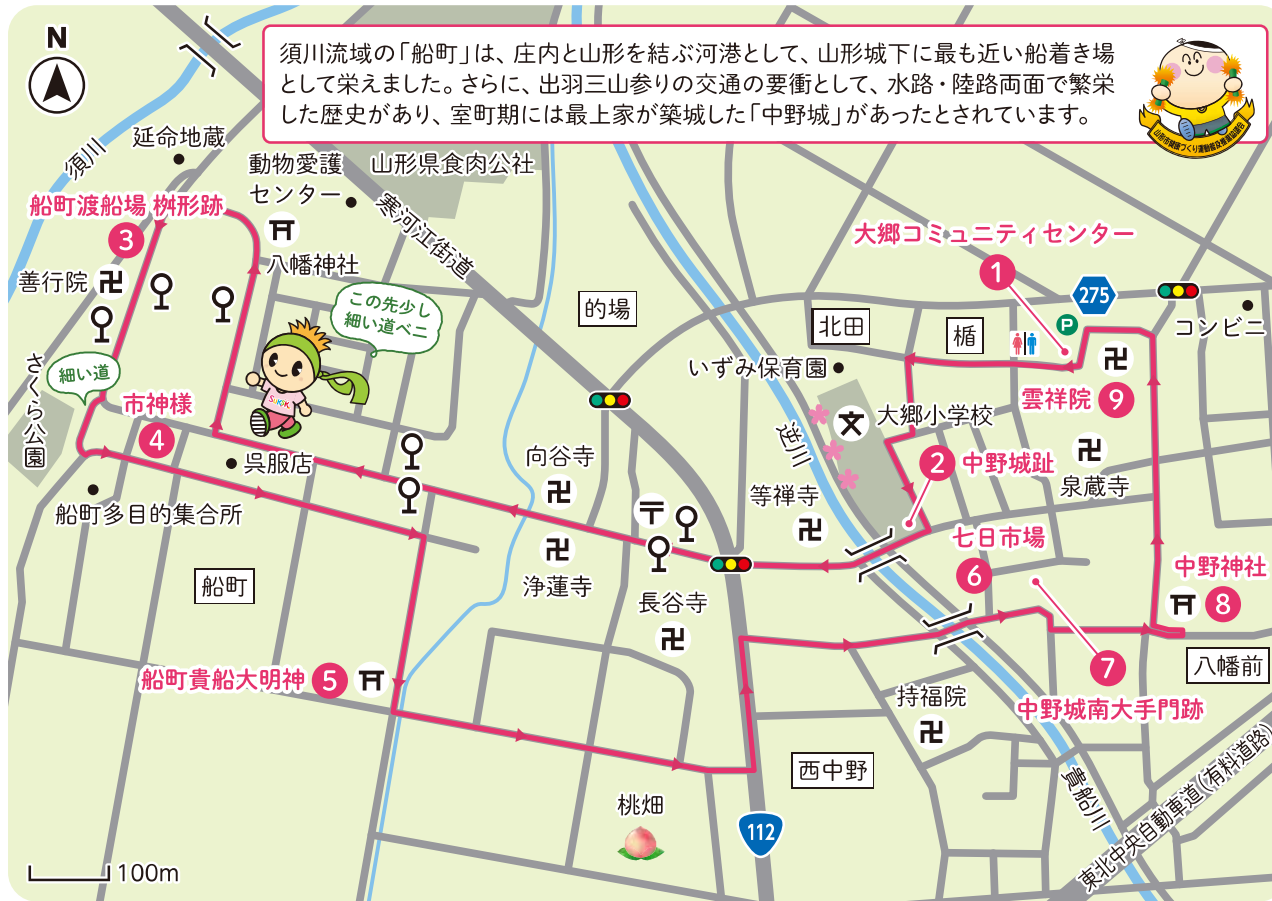 N
須川流域の「船町」は、庄内と山形を結ぶ河港として、山形城下に最も近い船着き場
として栄えました。さらに、出羽三山参りの交通の要衝として、水路・陸路両面で繁栄
した歴史があり、室町期には最上家が築城した「中野城」があったとされています。
須川
延命地蔵
動物愛護
センター
山形県食肉公社
寒河江街道
船町渡船場 桝形跡
3
八幡神社
善行院
この先少し
細い道ベニ
細い道
さくら公園
市神様
4
呉服店
船町多目的集合所
船町
船町貴船大明神
5
的場
向谷寺
浄蓮寺
長谷寺
桃畑
西中野
112
大郷コミュニティセンター
1
275
P
コンビニ
北田
楯
いずみ保育園
大郷小学校
文
雲祥院
9
逆川
2
中野城趾
泉蔵寺
等禅寺
七日市場
6
中野神社
8
7
中野城南大手門跡
八幡前
持福院
貴船川
東北中央自動車道(有料道路)
100m